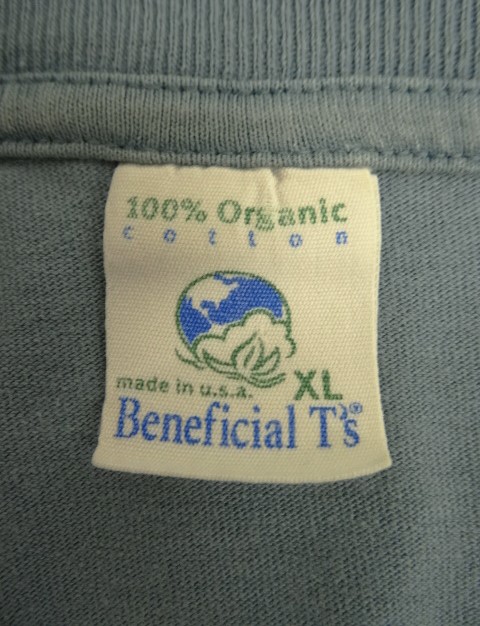 100% Organic
cotton
made in u.s.a. XL
Beneficial T's®